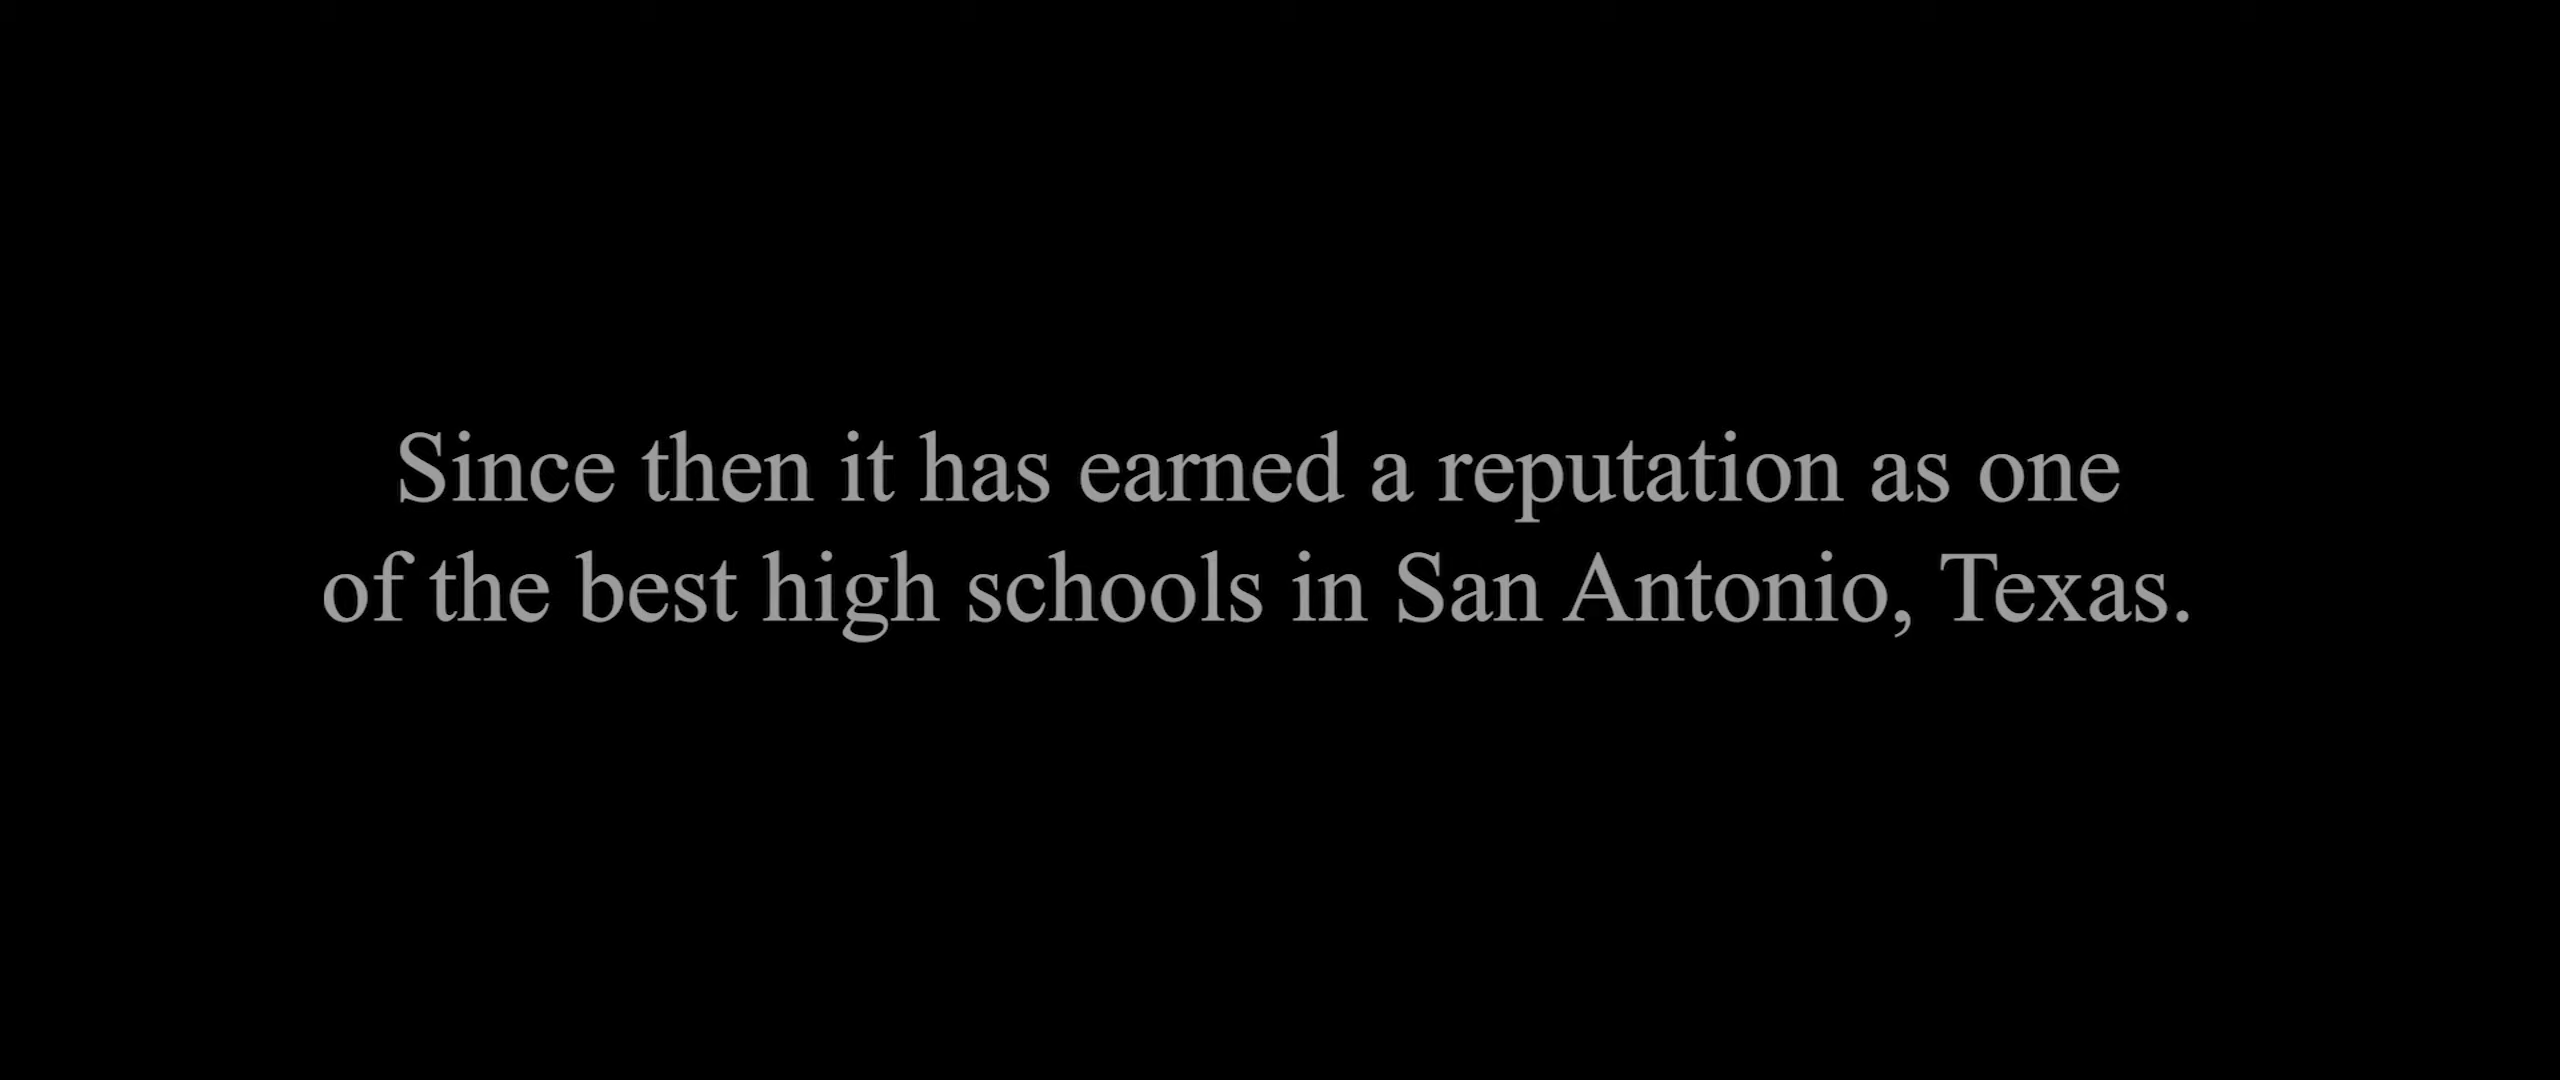 Since then it has earned a reputation as one
of the best high schools in San Antonio, Texas.